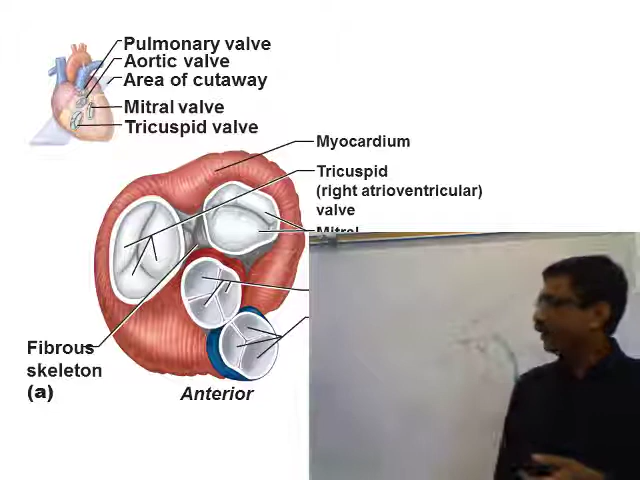 Pulmonary valve
Aortic valve
Area of cutaway
Mitral valve
Tricuspid valve
Myocardium
Tricuspid
(right atrioventricular)
valve
Mitral
Fibrous
skeleton
(a)
Anterior